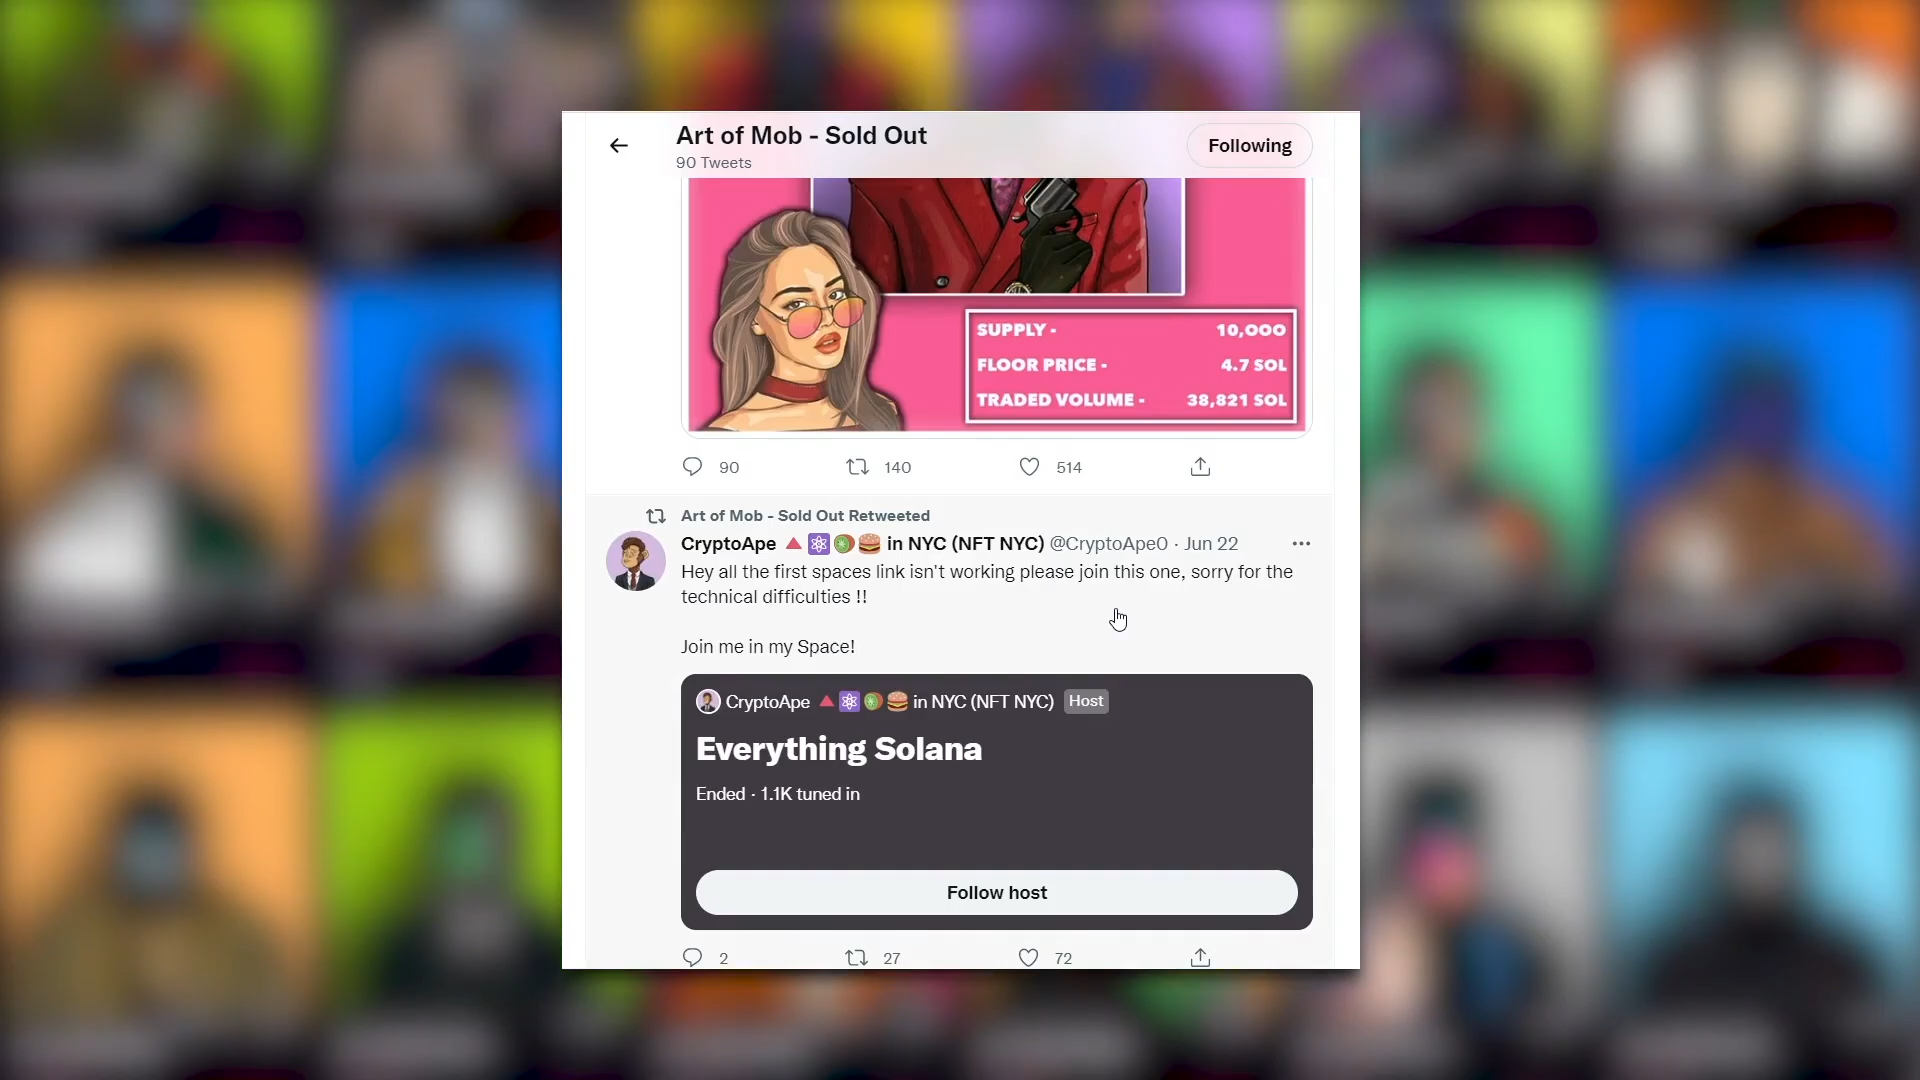 Art of Mob - Sold Out
90 Tweets
Following
SUPPLY - 10,000
FLOOR PRICE - 4.7 SOL
TRADED VOLUME - 38,821 SOL
90 140 514
Art of Mob - Sold Out Retweeted
CryptoApe 🔺⚛️🥝🍔 in NYC (NFT NYC) @CryptoApe0 · Jun 22
Hey all the first spaces link isn't working please join this one, sorry for the
technical difficulties !!
Join me in my Space!
CryptoApe 🔺⚛️🥝🍔 in NYC (NFT NYC) Host
Everything Solana
Ended · 1.1K tuned in
Follow host
2 27 72